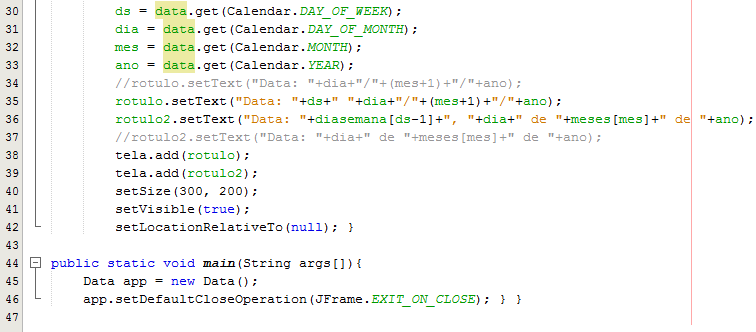 30 ds = data.get(Calendar.DAY_OF_WEEK);
31 dia = data.get(Calendar.DAY_OF_MONTH);
32 mes = data.get(Calendar.MONTH);
33 ano = data.get(Calendar.YEAR);
34 //rotulo.setText("Data: "+dia+"/"+(mes+1)+"/"+ano);
35 rotulo.setText("Data: "+ds+" "+dia+"/"+(mes+1)+"/"+ano);
36 rotulo2.setText("Data: "+diasemana[ds-1]+", "+dia+" de "+meses[mes]+" de "+ano);
37 //rotulo2.setText("Data: "+dia+" de "+meses[mes]+" de "+ano);
38 tela.add(rotulo);
39 tela.add(rotulo2);
40 setSize(300, 200);
41 setVisible(true);
42 setLocationRelativeTo(null); }
43
44 public static void main(String args[]){
45 Data app = new Data();
46 app.setDefaultCloseOperation(JFrame.EXIT_ON_CLOSE); } }
47